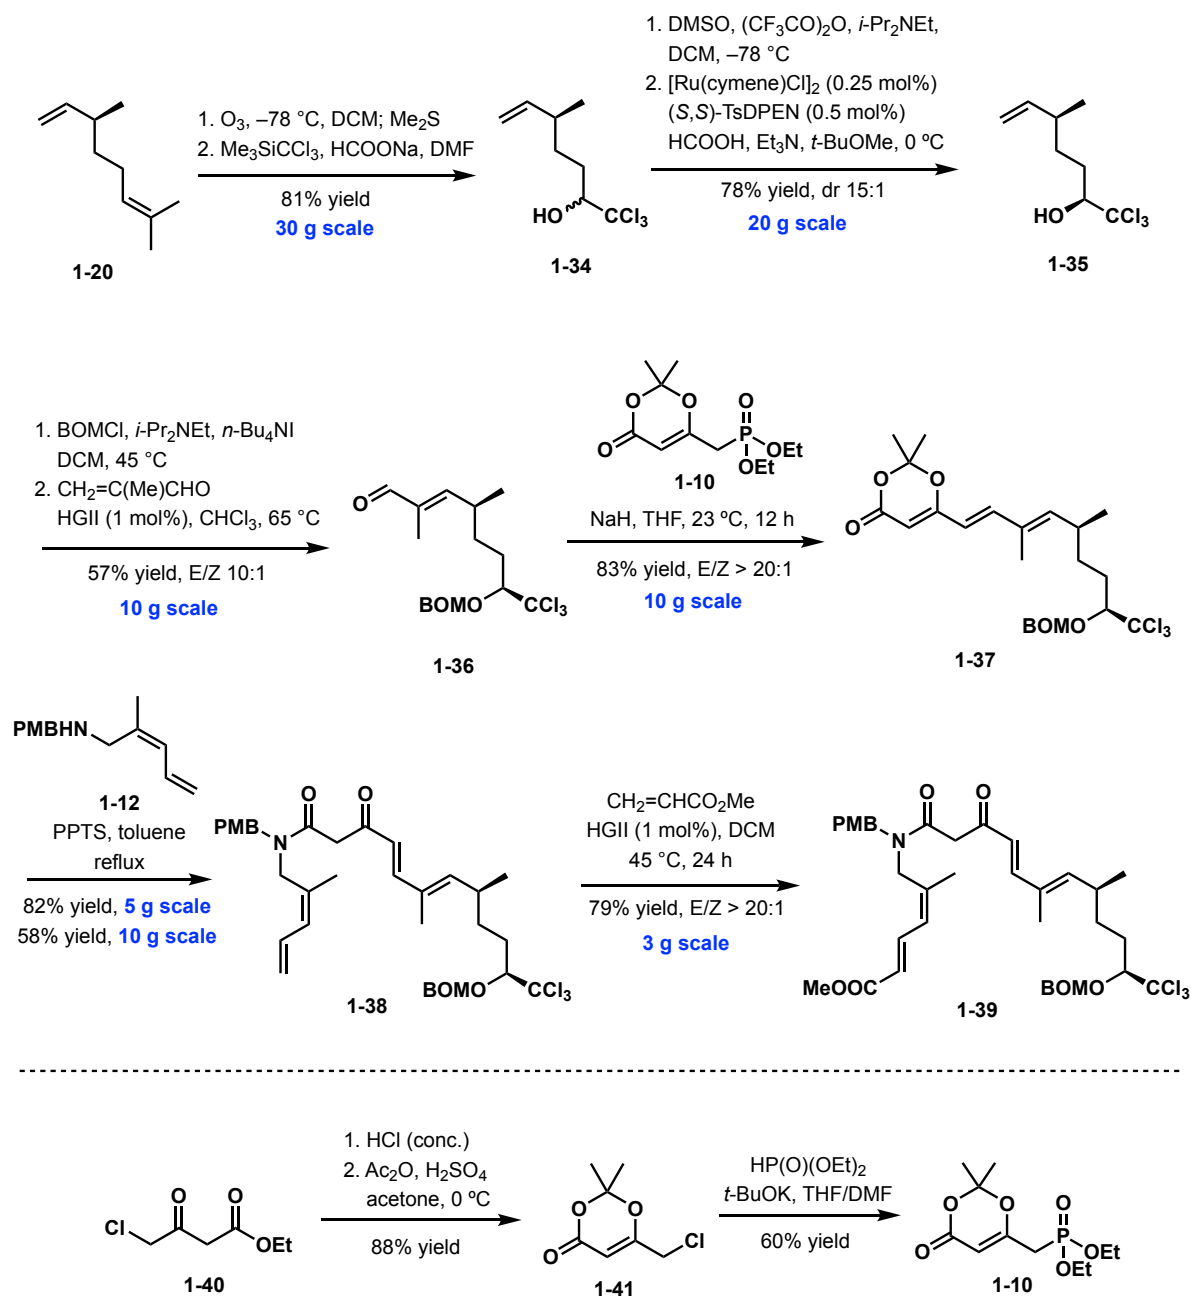 1. O3, –78 °C, DCM; Me2S
2. Me3SiCCl3, HCOONa, DMF
81% yield
30 g scale
1-20
HO
CCl3
1-34
1. DMSO, (CF3CO)2O, i-Pr2NEt,
DCM, –78 °C
2. [Ru(cymene)Cl]2 (0.25 mol%)
(S,S)-TsDPEN (0.5 mol%)
HCOOH, Et3N, t-BuOMe, 0 ºC
78% yield, dr 15:1
20 g scale
HO
CCl3
1-35
1. BOMCl, i-Pr2NEt, n-Bu4NI
DCM, 45 °C
2. CH2=C(Me)CHO
HGII (1 mol%), CHCl3, 65 °C
57% yield, E/Z 10:1
10 g scale
O
BOMO
CCl3
1-36
O
O
O
O
P
OEt
OEt
1-10
NaH, THF, 23 ºC, 12 h
83% yield, E/Z > 20:1
10 g scale
O
O
O
BOMO
CCl3
1-37
PMBHN
1-12
PPTS, toluene
reflux
82% yield, 5 g scale
58% yield, 10 g scale
O
O
PMB
N
BOMO
CCl3
1-38
CH2=CHCO2Me
HGII (1 mol%), DCM
45 °C, 24 h
79% yield, E/Z > 20:1
3 g scale
O
O
PMB
N
MeOOC
BOMO
CCl3
1-39
O
O
Cl
OEt
1-40
1. HCl (conc.)
2. Ac2O, H2SO4
acetone, 0 ºC
88% yield
O
O
O
Cl
1-41
HP(O)(OEt)2
t-BuOK, THF/DMF
60% yield
O
O
O
O
P
OEt
OEt
1-10